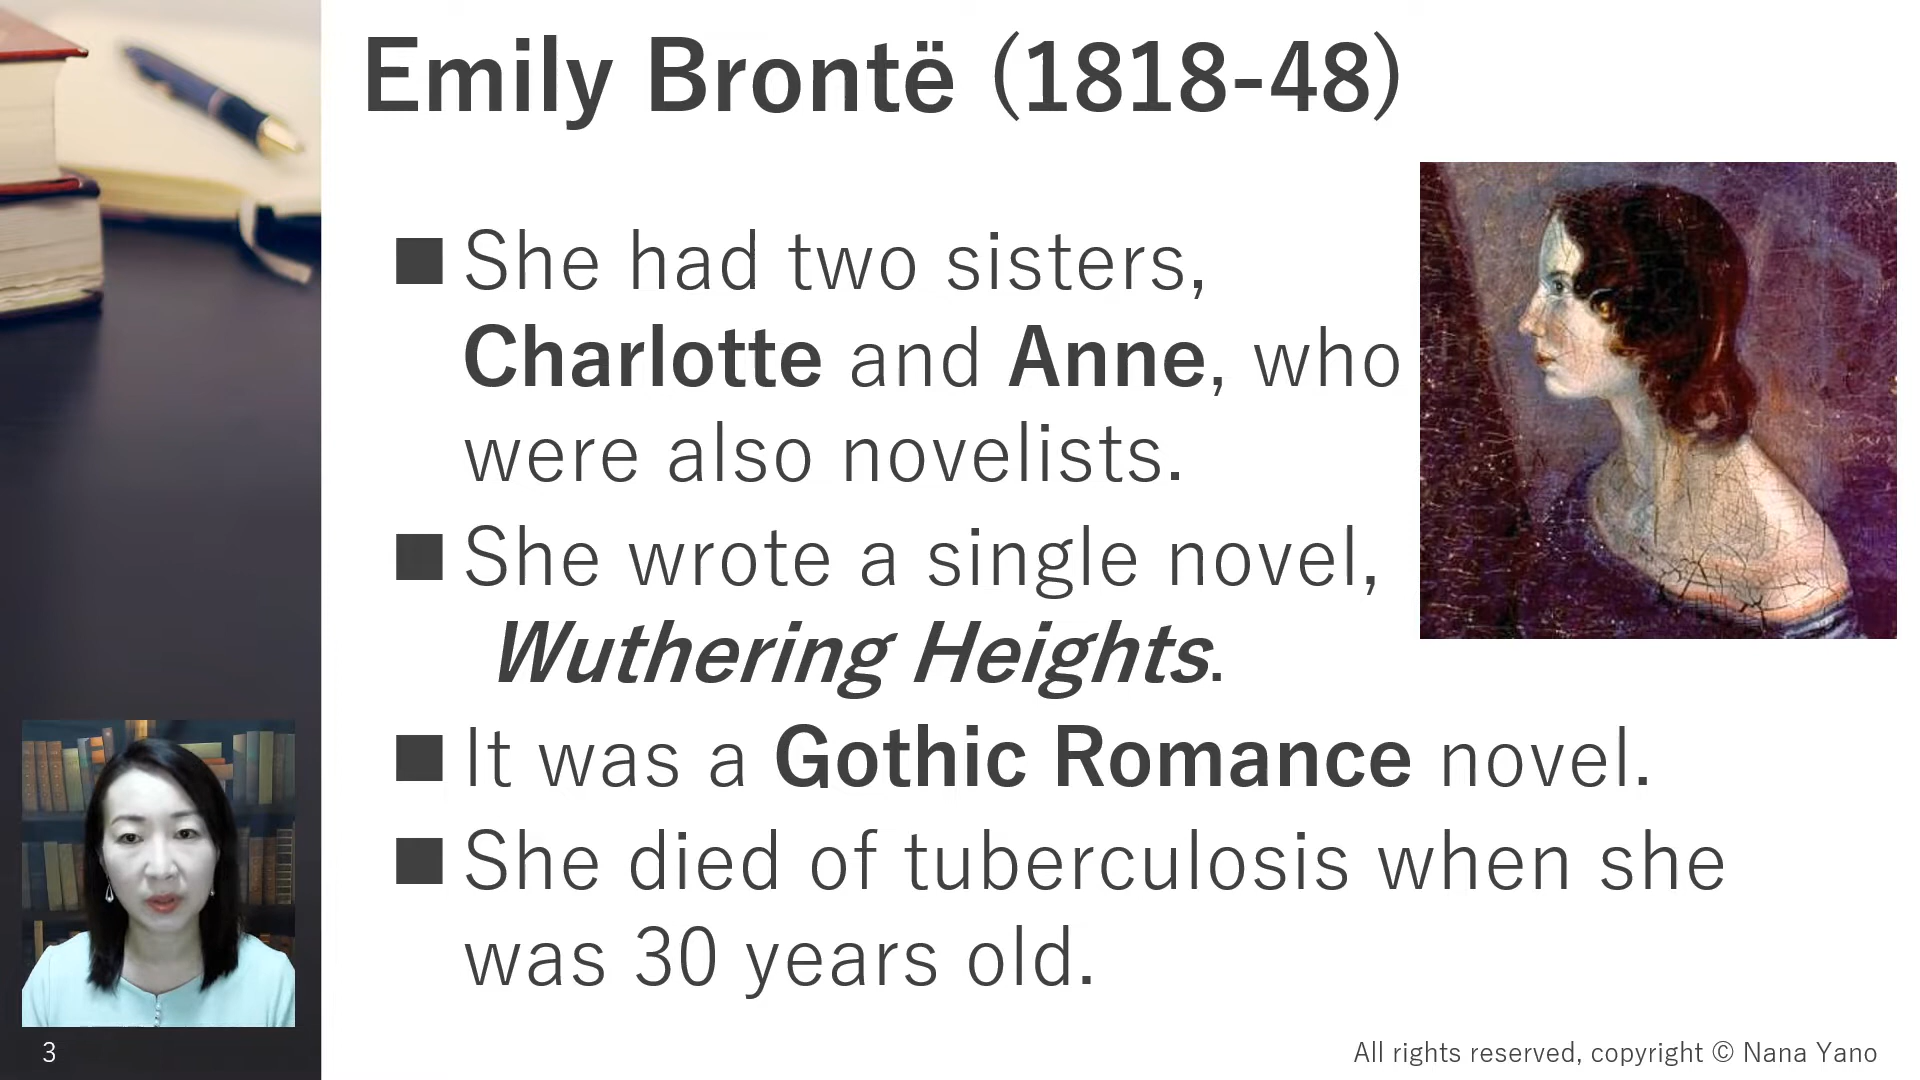 Emily Brontë (1818-48)
■ She had two sisters,
Charlotte and Anne, who
were also novelists.
■ She wrote a single novel,
Wuthering Heights.
■ It was a Gothic Romance novel.
■ She died of tuberculosis when she
was 30 years old.
3
All rights reserved, copyright © Nana Yano